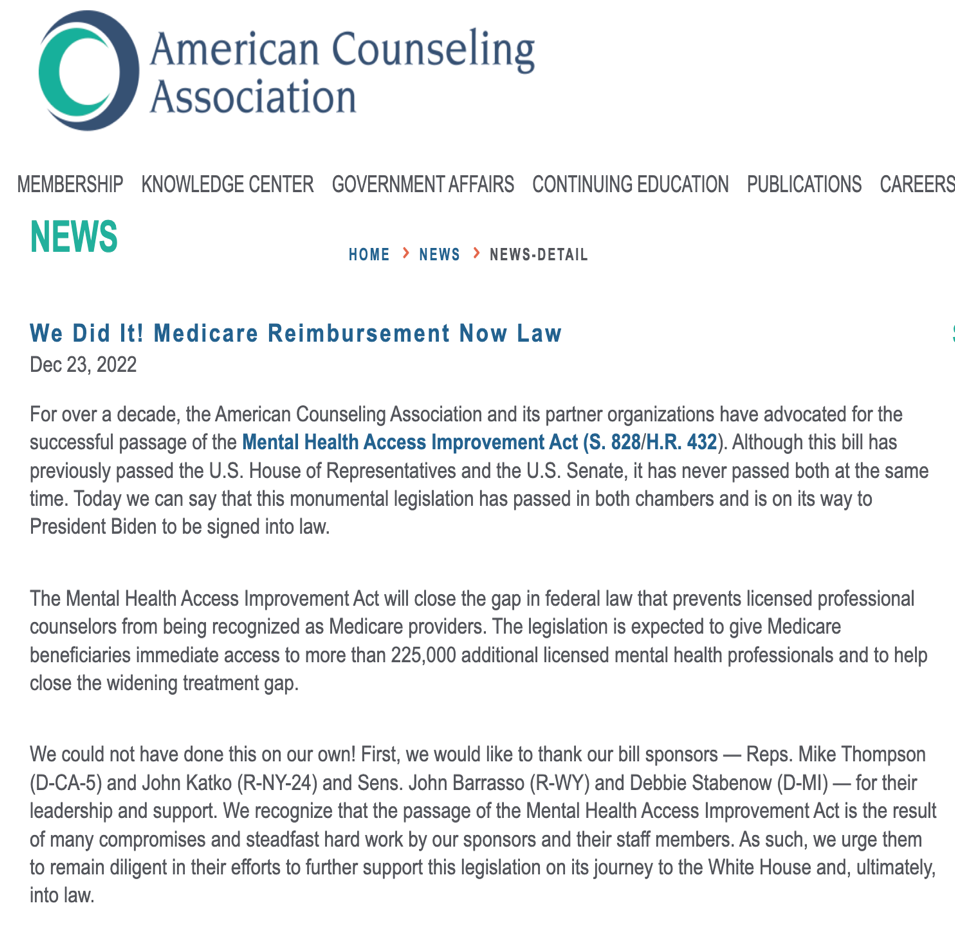 American Counseling
Association
MEMBERSHIP KNOWLEDGE CENTER GOVERNMENT AFFAIRS CONTINUING EDUCATION PUBLICATIONS CAREERS
NEWS
HOME > NEWS > NEWS-DETAIL
We Did It! Medicare Reimbursement Now Law
Dec 23, 2022
For over a decade, the American Counseling Association and its partner organizations have advocated for the
successful passage of the Mental Health Access Improvement Act (S. 828/H.R. 432). Although this bill has
previously passed the U.S. House of Representatives and the U.S. Senate, it has never passed both at the same
time. Today we can say that this monumental legislation has passed in both chambers and is on its way to
President Biden to be signed into law.
The Mental Health Access Improvement Act will close the gap in federal law that prevents licensed professional
counselors from being recognized as Medicare providers. The legislation is expected to give Medicare
beneficiaries immediate access to more than 225,000 additional licensed mental health professionals and to help
close the widening treatment gap.
We could not have done this on our own! First, we would like to thank our bill sponsors — Reps. Mike Thompson
(D-CA-5) and John Katko (R-NY-24) and Sens. John Barrasso (R-WY) and Debbie Stabenow (D-MI) — for their
leadership and support. We recognize that the passage of the Mental Health Access Improvement Act is the result
of many compromises and steadfast hard work by our sponsors and their staff members. As such, we urge them
to remain diligent in their efforts to further support this legislation on its journey to the White House and, ultimately,
into law.